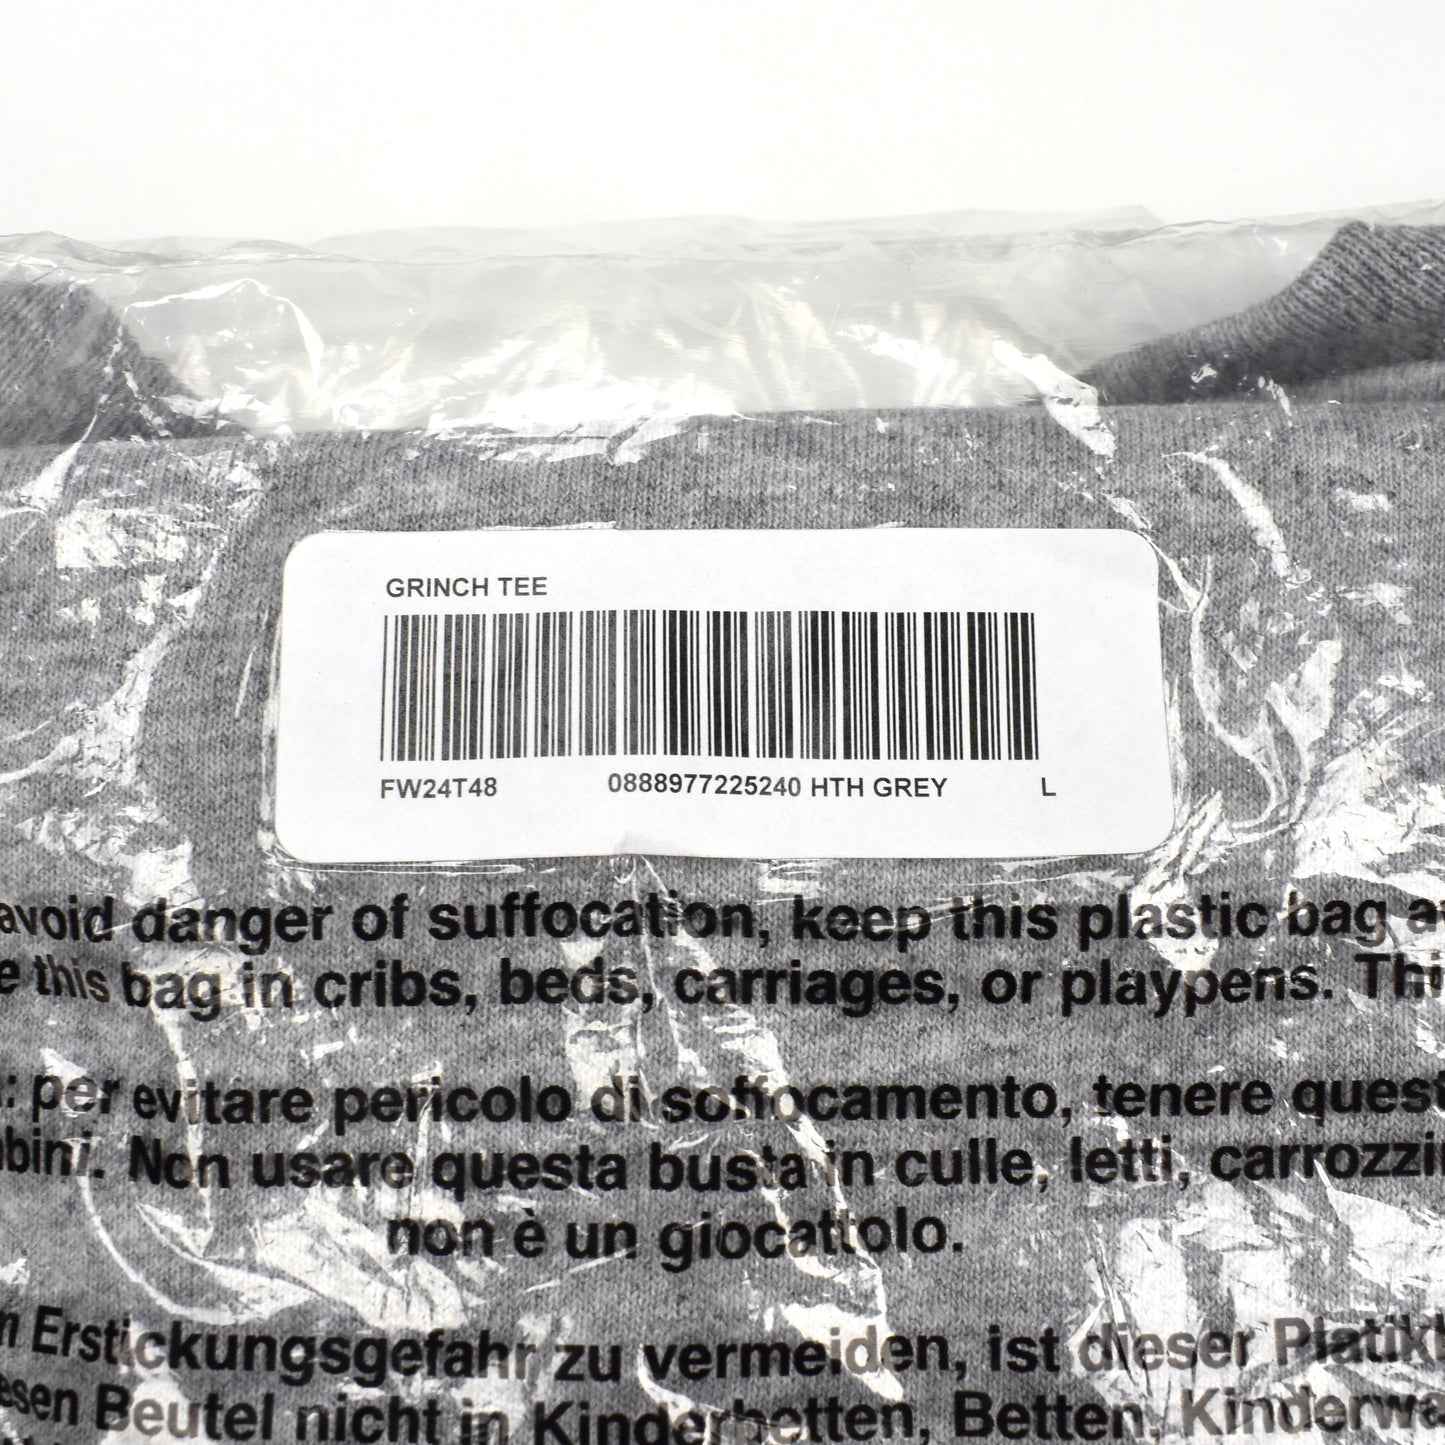 GRINCH TEE
FW24T48 0888977225240 HTH GREY L
avoid danger of suffocation, keep this plastic bag
this bag in cribs, beds, carriages, or playpens.
per evitare pericolo di soffocamento, tenere
Non usare questa busta in culle, letti,
non è un giocattolo.
Erstickungsgefahr zu vermeiden, ist dieser
Beutel nicht in Kinderbetten, Betten,